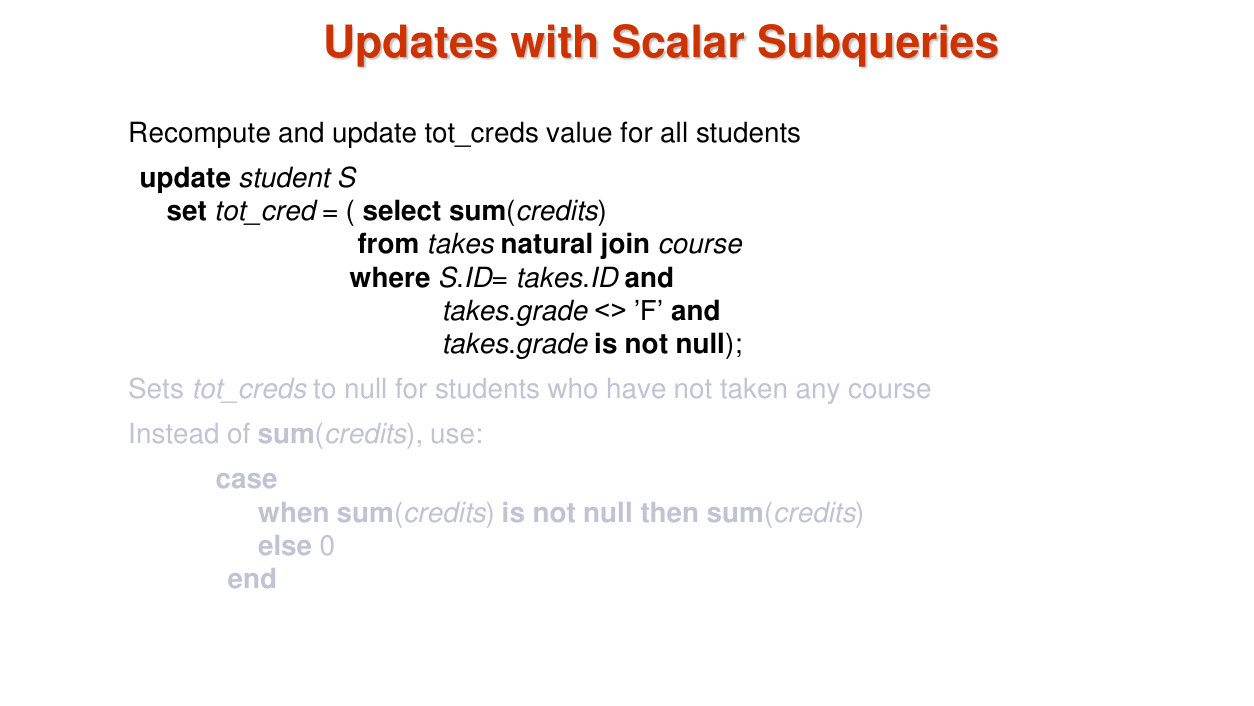 Updates with Scalar Subqueries
Recompute and update tot_creds value for all students
update student S
set tot_cred = ( select sum(credits)
from takes natural join course
where S.ID= takes.ID and
takes.grade <> ’F’ and
takes.grade is not null);
Sets tot_creds to null for students who have not taken any course
Instead of sum(credits), use:
case
when sum(credits) is not null then sum(credits)
else 0
end